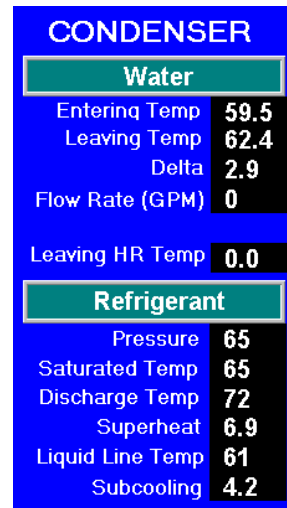 CONDENSER
Water
Entering Temp 59.5
Leaving Temp 62.4
Delta 2.9
Flow Rate (GPM) 0
Leaving HR Temp 0.0
Refrigerant
Pressure 65
Saturated Temp 65
Discharge Temp 72
Superheat 6.9
Liquid Line Temp 61
Subcooling 4.2